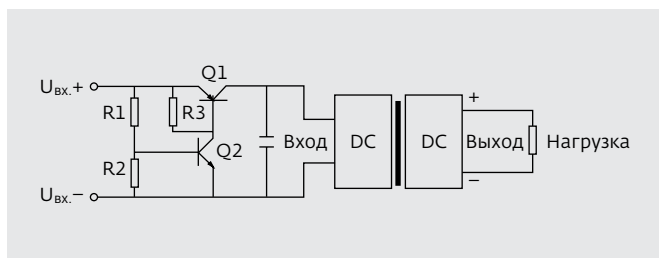 Q1
Uвх.+
R1
R3
Q2
R2
Uвх.−
Вход
DC
DC
+
Выход
−
Нагрузка